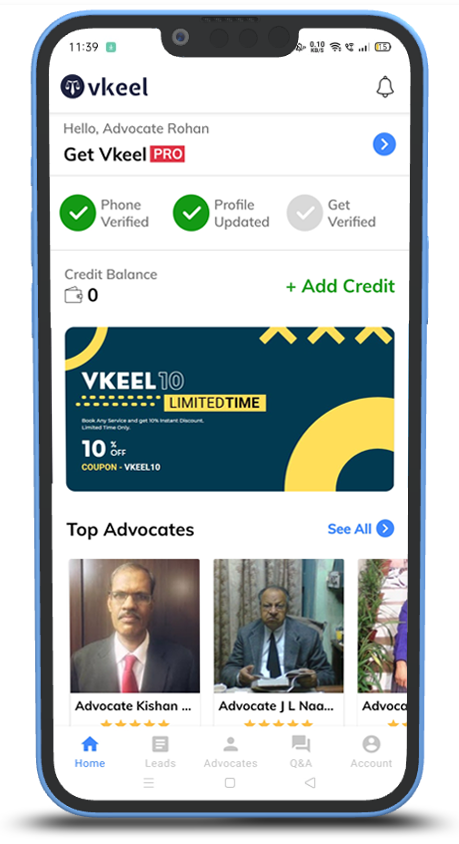 11:39
0.10
KB/S
15
vkeel
Hello, Advocate Rohan
Get Vkeel PRO
Phone
Verified
Profile
Updated
Get
Verified
Credit Balance
0
+ Add Credit
VKEEL10
LIMITEDTIME
Book Any Service and get 10% Instant Discount.
Limited Time Only.
10 % OFF
COUPON - VKEEL10
Top Advocates
See All
Advocate Kishan ...
Advocate J L Naa...
Advoca
Home
Leads
Advocates
Q&A
Account